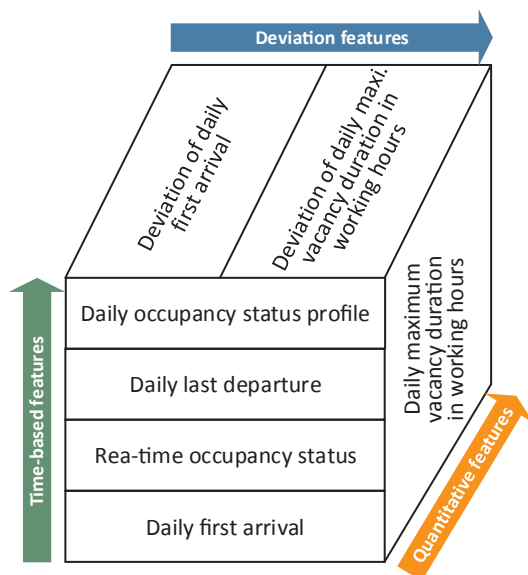 Deviation features
Deviation of daily
first arrival
Deviation of daily maxi.
vacancy duration in
working hours
Daily occupancy status profile
Daily last departure
Rea-time occupancy status
Daily first arrival
Daily maximum
vacancy duration
in working hours
Time-based features
Quantitative features